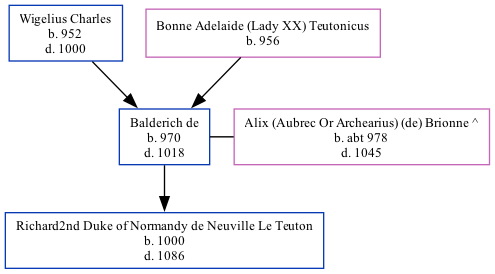 Wigelius Charles
b. 952
d. 1000
Bonne Adelaide (Lady XX) Teutonicus
b. 956
Balderich de
b. 970
d. 1018
Alix (Aubrec Or Archearius) (de) Brionne ^
b. abt 978
d. 1045
Richard2nd Duke of Normandy de Neuville Le Teuton
b. 1000
d. 1086